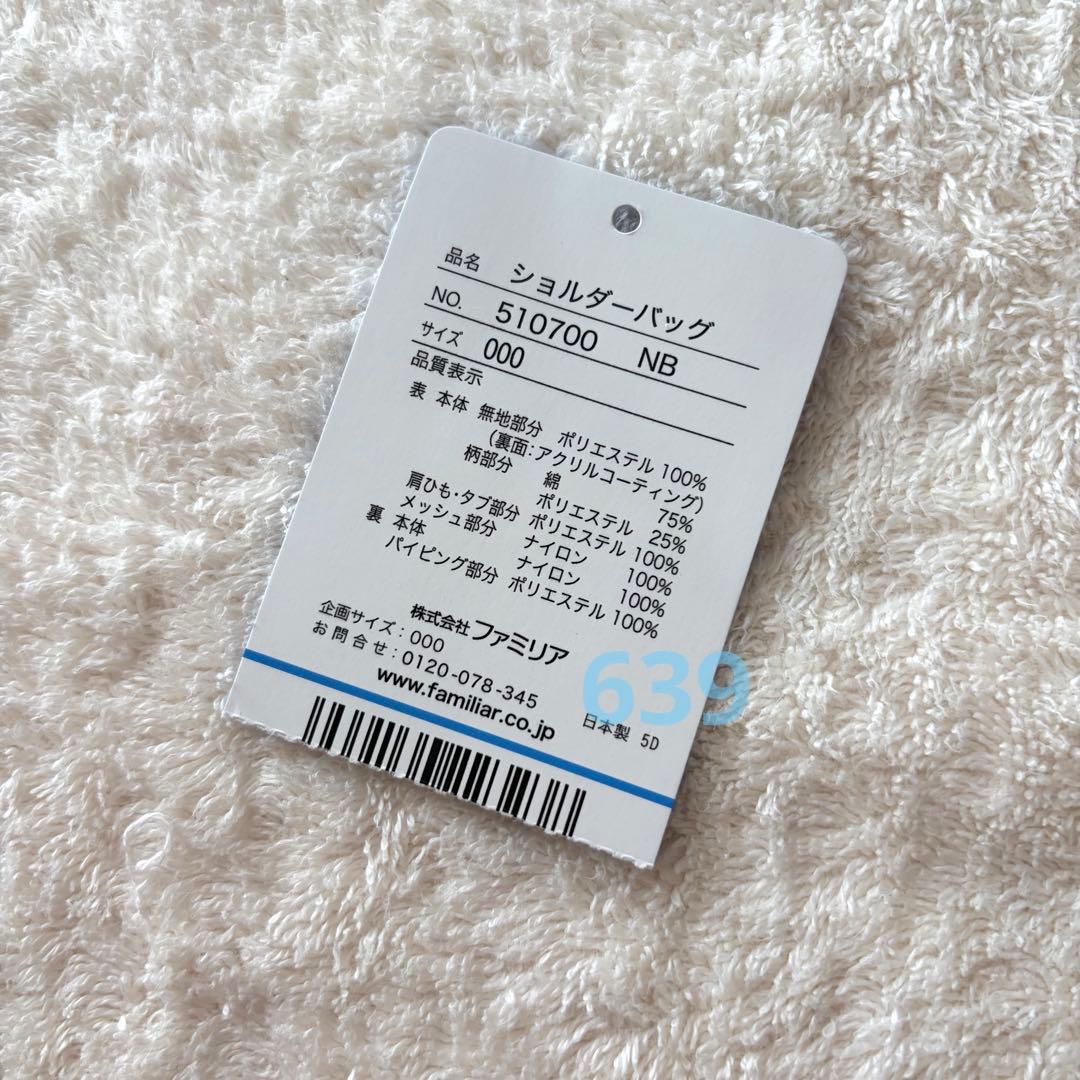 品名 ショルダーバッグ
NO. 510700 NB
サイズ 000
品質表示
表 本体 無地部分 ポリエステル 100%
(裏面:アクリルコーティング)
柄部分 綿 75%
ポリエステル 25%
肩ひも・タブ部分 ポリエステル 100%
メッシュ部分 ナイロン 100%
裏 本体 ナイロン 100%
パイピング部分 ポリエステル 100%
株式会社 ファミリア
企画サイズ:000
お問合せ:0120-078-345
www.familiar.co.jp
日本製 5D
639